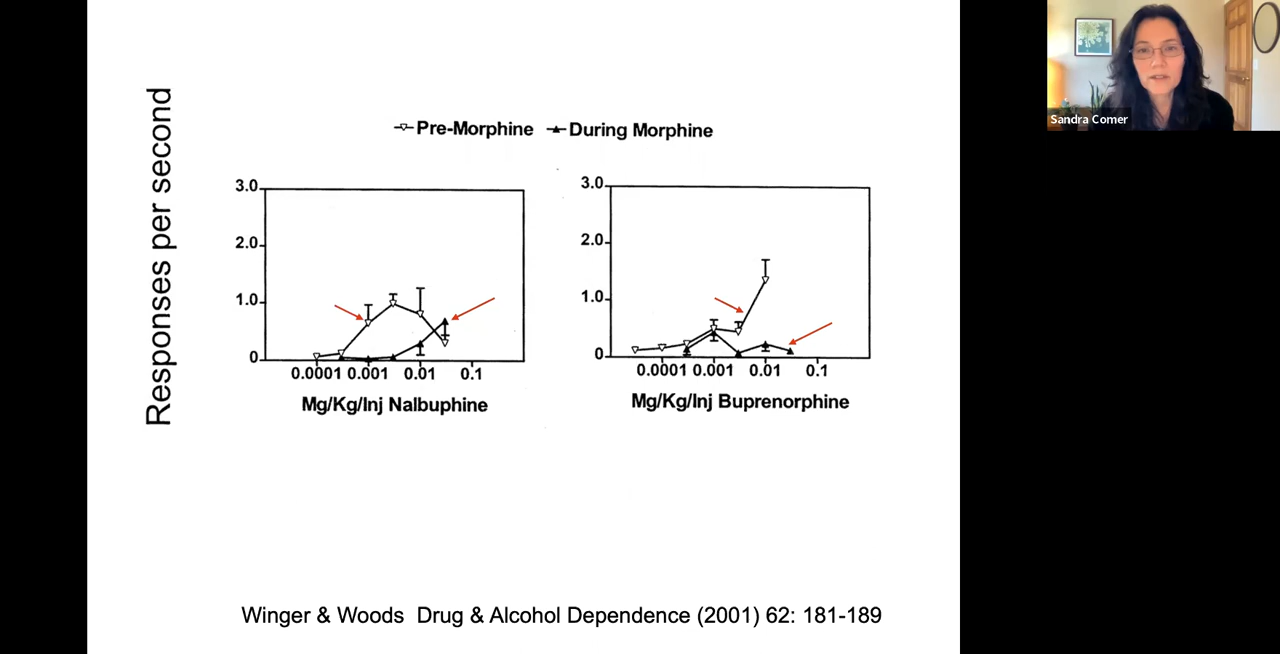 Sandra Comer
Responses per second
Pre-Morphine During Morphine
3.0
2.0
1.0
0
0.0001 0.001 0.01 0.1
Mg/Kg/Inj Nalbuphine
3.0
2.0
1.0
0
0.0001 0.001 0.01 0.1
Mg/Kg/Inj Buprenorphine
Winger & Woods Drug & Alcohol Dependence (2001) 62: 181-189